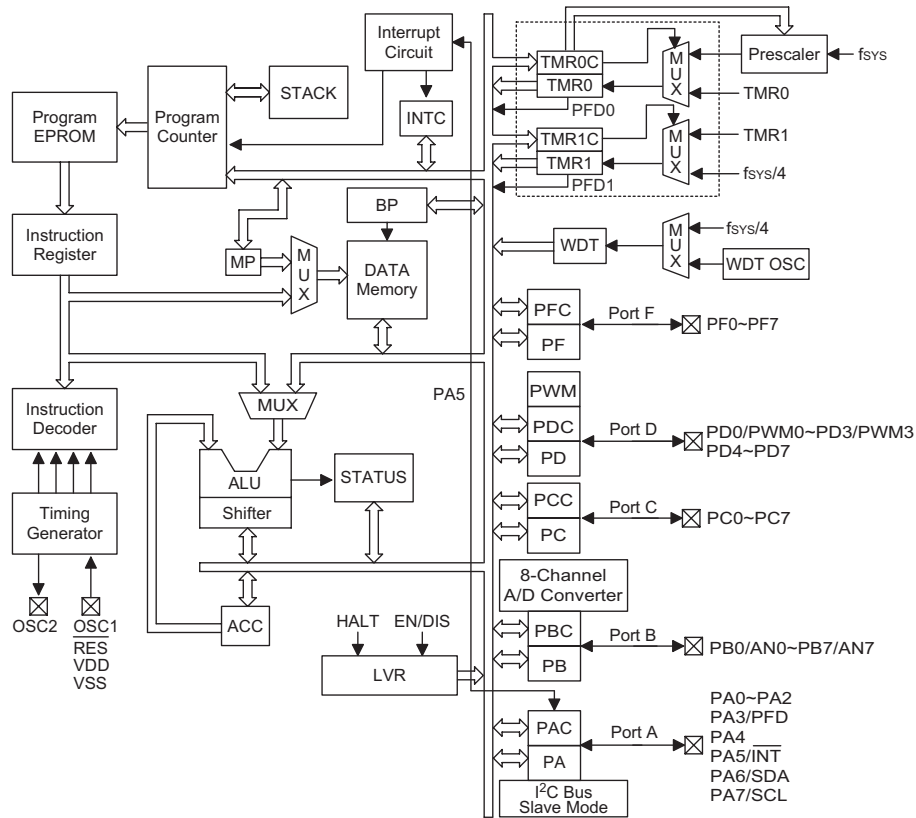 Interrupt
Circuit
STACK
Program
EPROM
Program
Counter
INTC
TMR0C
TMR0
PFD0
MUX
Prescaler
fSYS
TMR0
TMR1C
TMR1
PFD1
MUX
TMR1
fSYS/4
BP
Instruction
Register
MP
MUX
DATA
Memory
WDT
MUX
fSYS/4
WDT OSC
PFC
PF
Port F
PF0~PF7
MUX
PA5
PWM
PDC
PD
Port D
PD0/PWM0~PD3/PWM3
PD4~PD7
Instruction
Decoder
ALU
Shifter
STATUS
PCC
PC
Port C
PC0~PC7
Timing
Generator
8-Channel
A/D Converter
OSC2
OSC1
R̅E̅S̅
VDD
VSS
ACC
HALT
EN/DIS
LVR
PBC
PB
Port B
PB0/AN0~PB7/AN7
PAC
PA
Port A
PA0~PA2
PA3/PFD
PA4
PA5/I̅N̅T̅
PA6/SDA
PA7/SCL
I²C Bus
Slave Mode